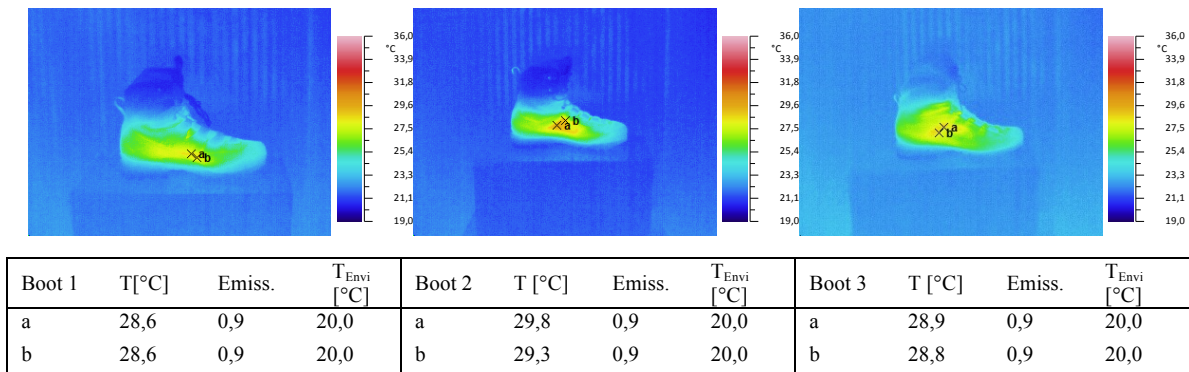 36,0
°C
33,9
31,8
29,6
27,5
25,4
23,3
21,1
19,0
a
b
36,0
°C
33,9
31,8
29,6
27,5
25,4
23,3
21,1
19,0
b
a
36,0
°C
33,9
31,8
29,6
27,5
25,4
23,3
21,1
19,0
a
b
Boot 1 T[°C] Emiss. TEnvi [°C] Boot 2 T [°C] Emiss. TEnvi [°C] Boot 3 T [°C] Emiss. TEnvi [°C]
a 28,6 0,9 20,0 a 29,8 0,9 20,0 a 28,9 0,9 20,0
b 28,6 0,9 20,0 b 29,3 0,9 20,0 b 28,8 0,9 20,0